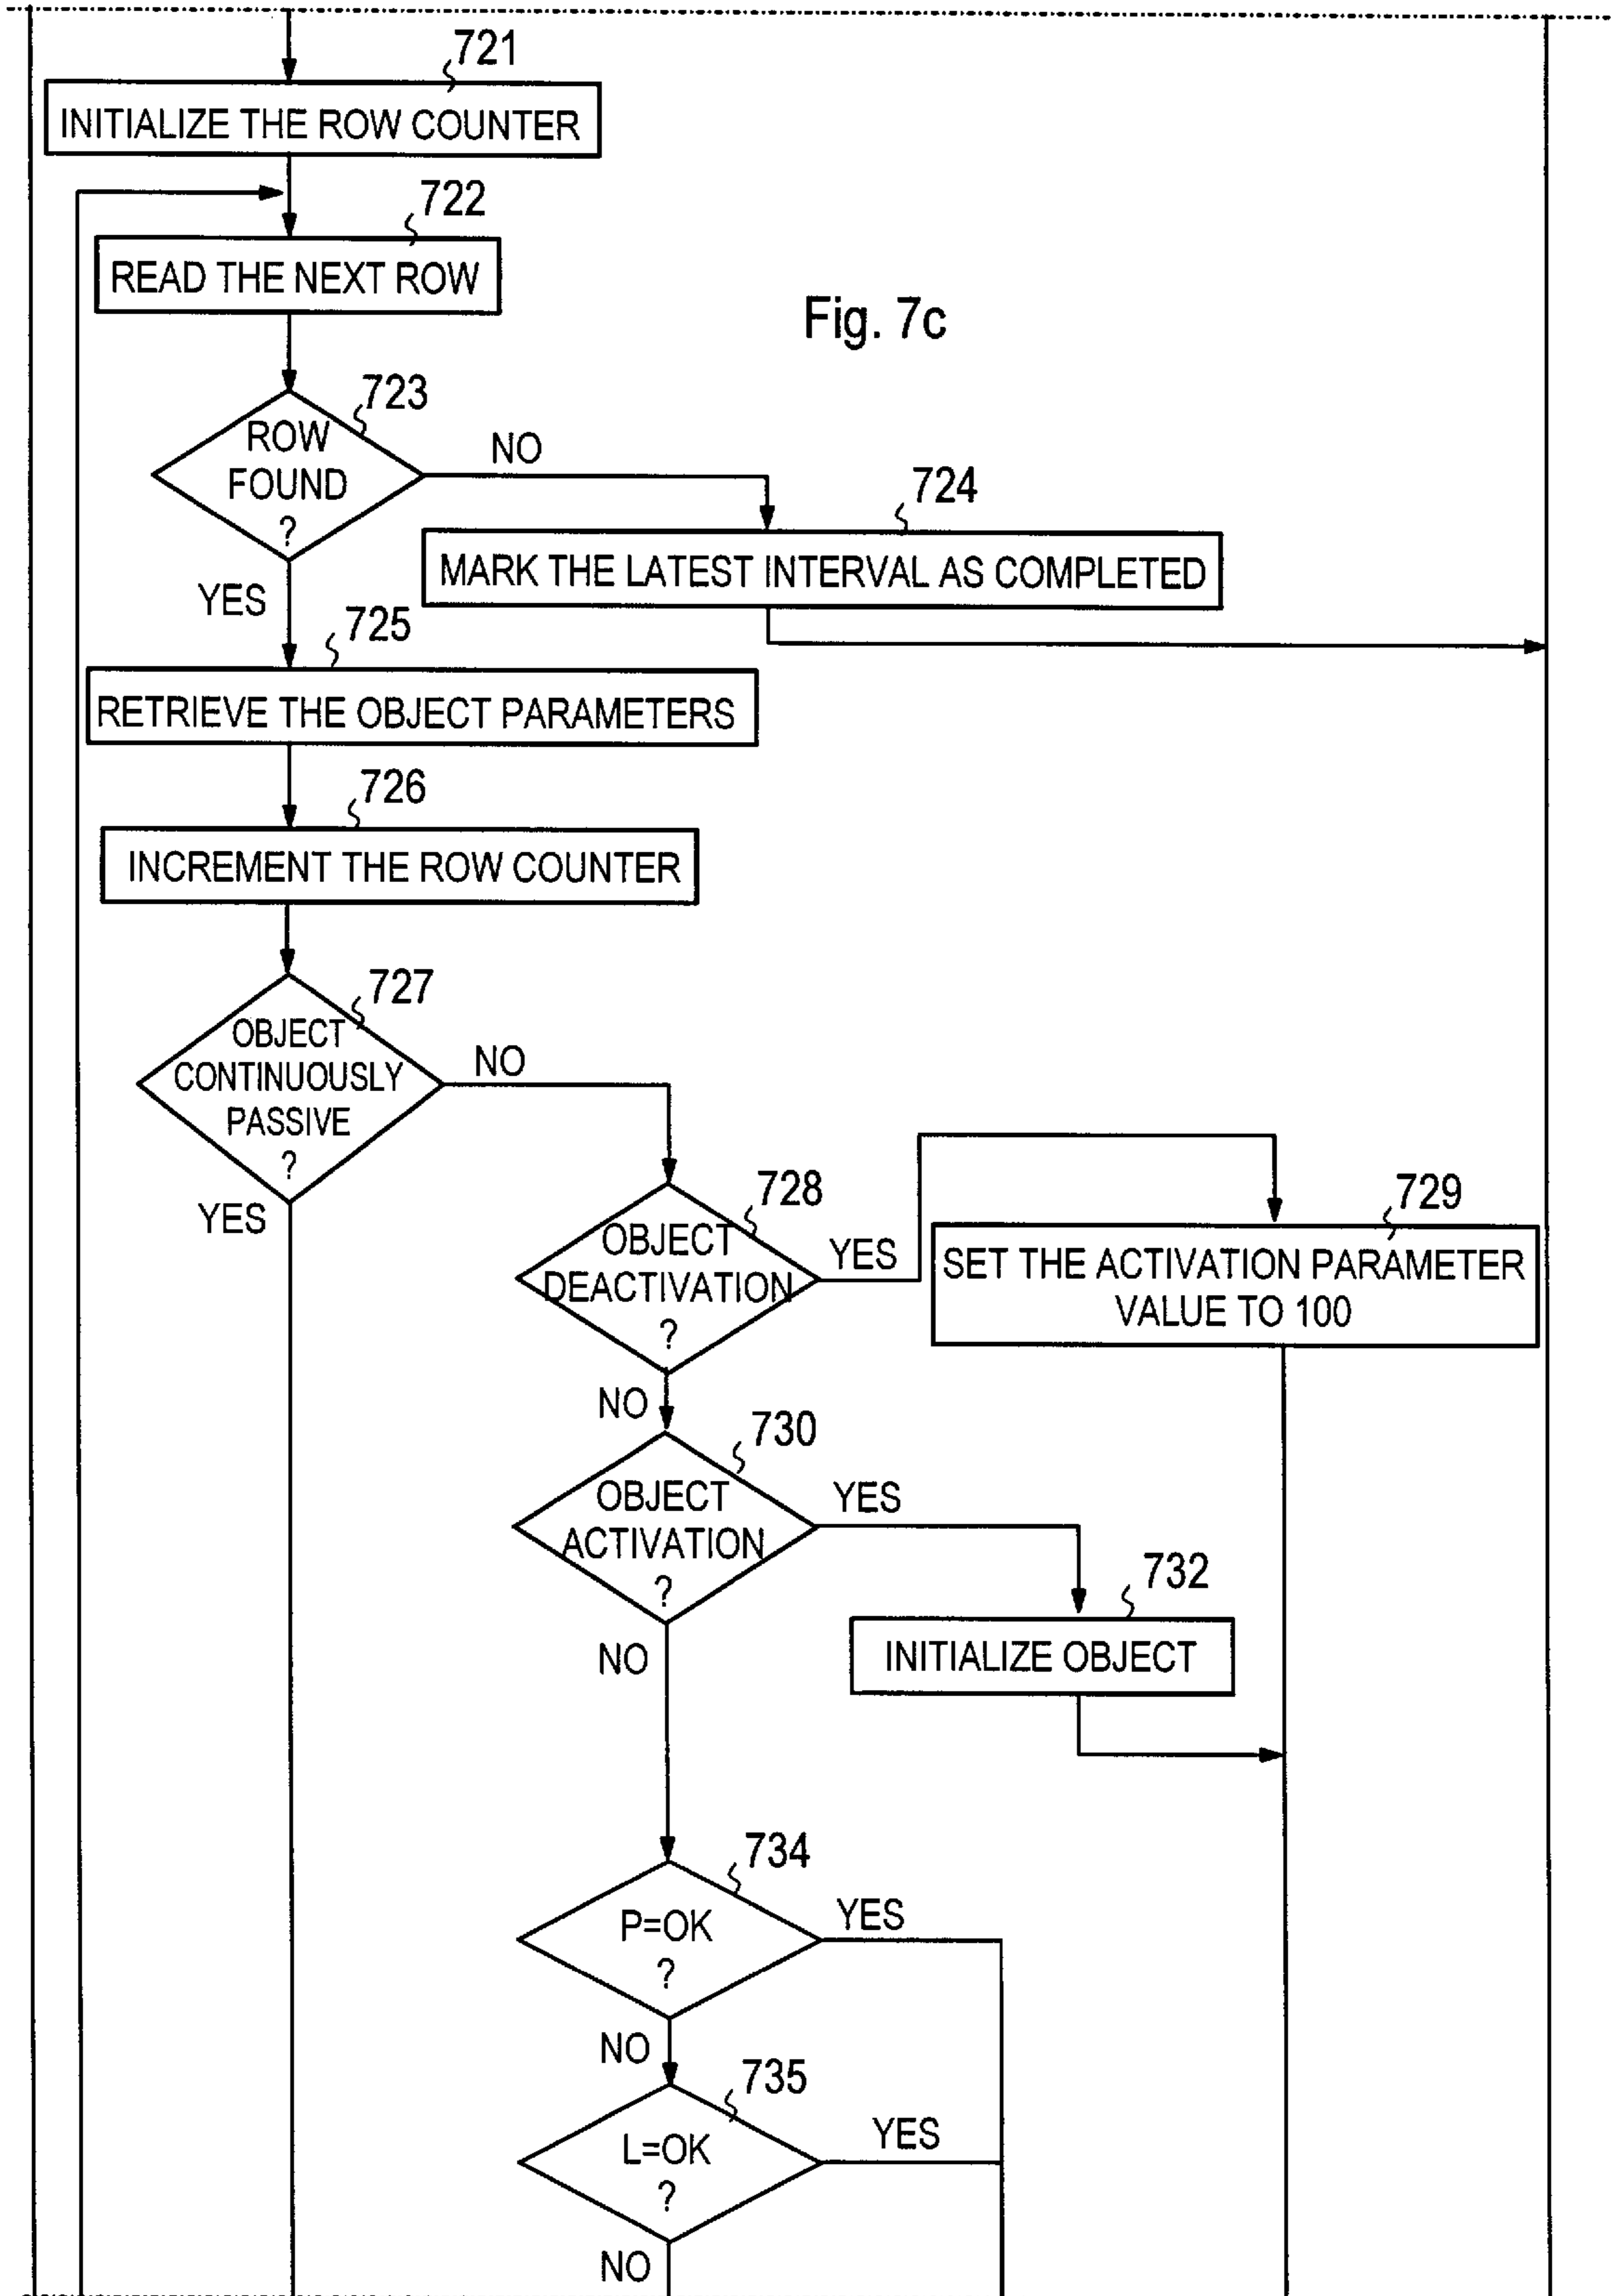 721
INITIALIZE THE ROW COUNTER
722
READ THE NEXT ROW
Fig. 7c
723
ROW
FOUND
?
NO
YES
724
MARK THE LATEST INTERVAL AS COMPLETED
725
RETRIEVE THE OBJECT PARAMETERS
726
INCREMENT THE ROW COUNTER
727
OBJECT
CONTINUOUSLY
PASSIVE
?
NO
YES
728
OBJECT
DEACTIVATION
?
YES
NO
729
SET THE ACTIVATION PARAMETER
VALUE TO 100
730
OBJECT
ACTIVATION
?
YES
NO
732
INITIALIZE OBJECT
734
P=OK
?
YES
NO
735
L=OK
?
YES
NO